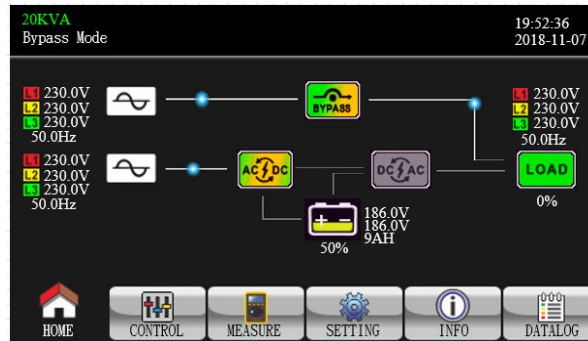 20KVA
Bypass Mode
19:52:36
2018-11-07
L1 230.0V
L2 230.0V
L3 230.0V
50.0Hz
BYPASS
L1 230.0V
L2 230.0V
L3 230.0V
50.0Hz
L1 230.0V
L2 230.0V
L3 230.0V
50.0Hz
AC DC
DC AC
LOAD
0%
186.0V
186.0V
9AH
50%
HOME
CONTROL
MEASURE
SETTING
INFO
DATALOG